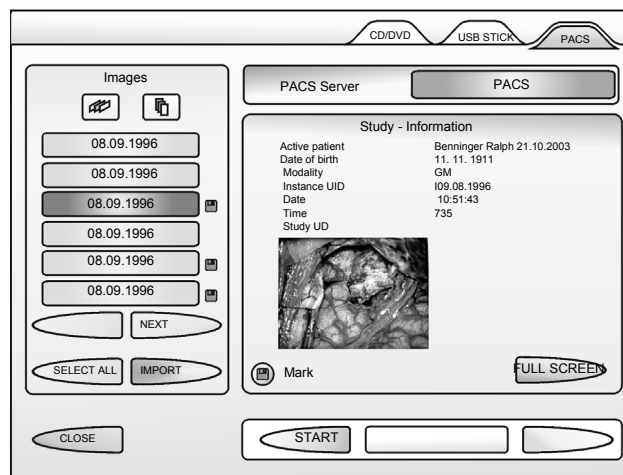 CD/DVD
USB STICK
PACS
Images
08.09.1996
08.09.1996
08.09.1996
08.09.1996
08.09.1996
08.09.1996
NEXT
SELECT ALL
IMPORT
CLOSE
PACS Server
PACS
Study - Information
Active patient Benninger Ralph 21.10.2003
Date of birth 11. 11. 1911
Modality GM
Instance UID I09.08.1996
Date 10:51:43
Time 735
Study UD
Mark
FULL SCREEN
START